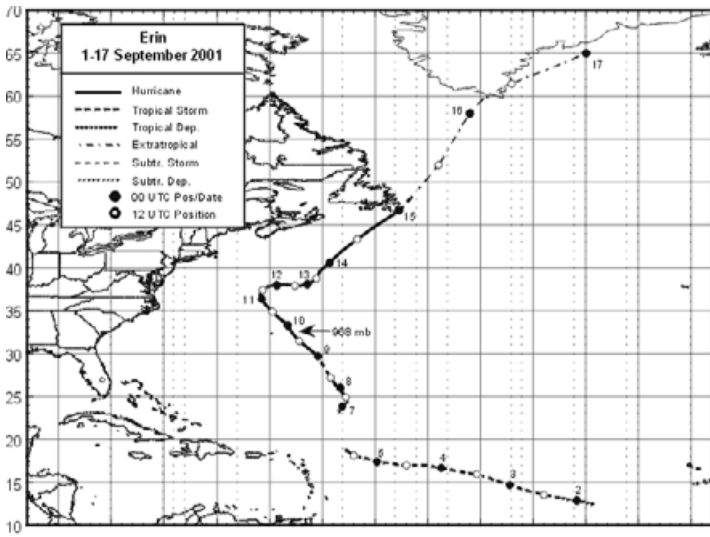 70
65
60
55
50
45
40
35
30
25
20
15
10
Erin
1-17 September 2001
Hurricane
Tropical Storm
Tropical Dep.
Extratropical
Subtr. Storm
Subtr. Dep.
00 UTC Pos/Date
12 UTC Position
17
16
15
14
12 13
11
10
968 mb
9
8
7
5 4 3 2